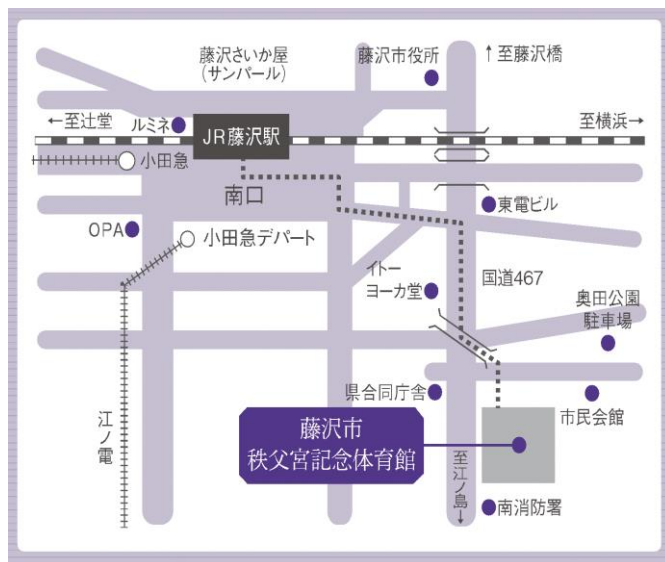 藤沢さいか屋
(サンパール)
藤沢市役所
↑至藤沢橋
←至辻堂
ルミネ
JR藤沢駅
至横浜→
小田急
南口
東電ビル
OPA
小田急デパート
イトー
ヨーカ堂
国道467
奥田公園
駐車場
県合同庁舎
市民会館
江ノ電
藤沢市
秩父宮記念体育館
至江ノ島→
南消防署